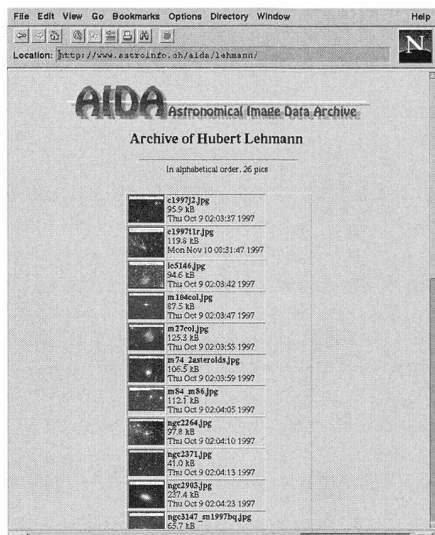 File Edit View Go Bookmarks Options Directory Window Help
N
Location: http://www.astroinfo.ch/aida/lehmann/
AIDA Astronomical Image Data Archive
Archive of Hubert Lehmann
In alphabetical order, 26 pics
c1997j2.jpg
95.9 kB
Thu Oct 9 02:03:37 1997
c1997t1r.jpg
119.8 kB
Mon Nov 10 08:31:47 1997
ic5146.jpg
94.6 kB
Thu Oct 9 02:03:42 1997
m104col.jpg
87.5 kB
Thu Oct 9 02:03:47 1997
m27col.jpg
125.3 kB
Thu Oct 9 02:03:53 1997
m74_2asteroids.jpg
106.5 kB
Thu Oct 9 02:03:59 1997
m84_m86.jpg
112.1 kB
Thu Oct 9 02:04:05 1997
ngc2264.jpg
97.8 kB
Thu Oct 9 02:04:10 1997
ngc2371.jpg
41.0 kB
Thu Oct 9 02:04:13 1997
ngc2903.jpg
237.4 kB
Thu Oct 9 02:04:23 1997
ngc3147_sn1997bq.jpg
65.7 kB